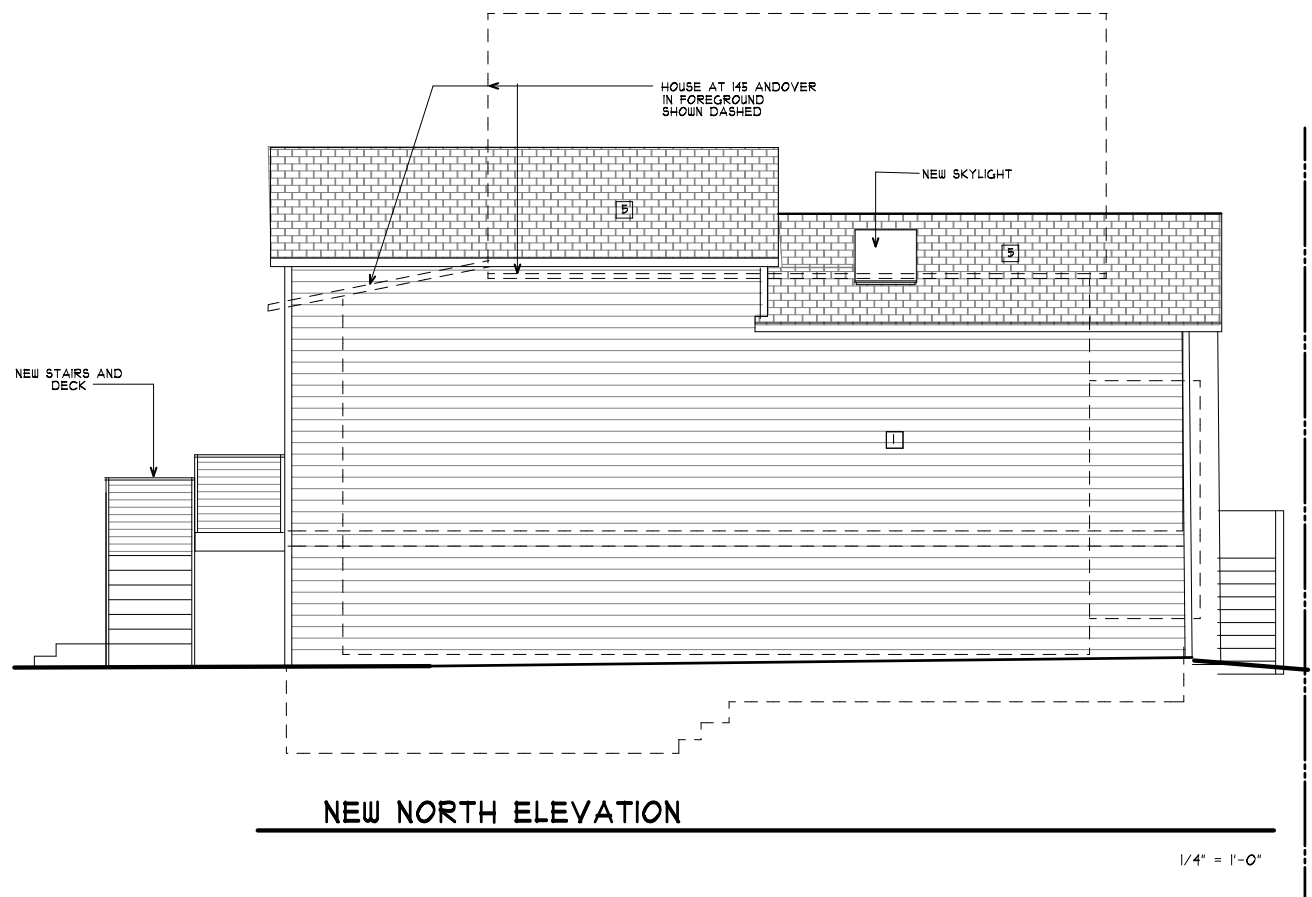 HOUSE AT 145 ANDOVER
IN FOREGROUND
SHOWN DASHED
NEW SKYLIGHT
5
5
NEW STAIRS AND
DECK
1
NEW NORTH ELEVATION
1/4" = 1'-0"